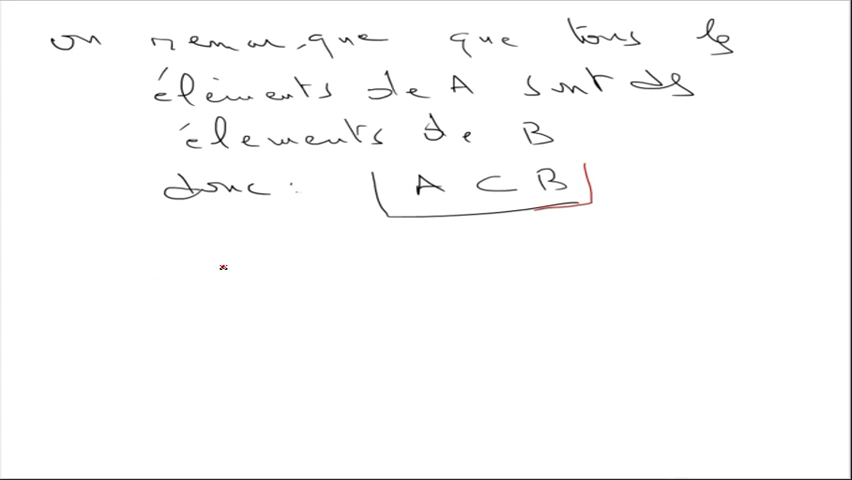 on remarque que tous les
éléments de A sont des
élements de B
donc : A ⊂ B